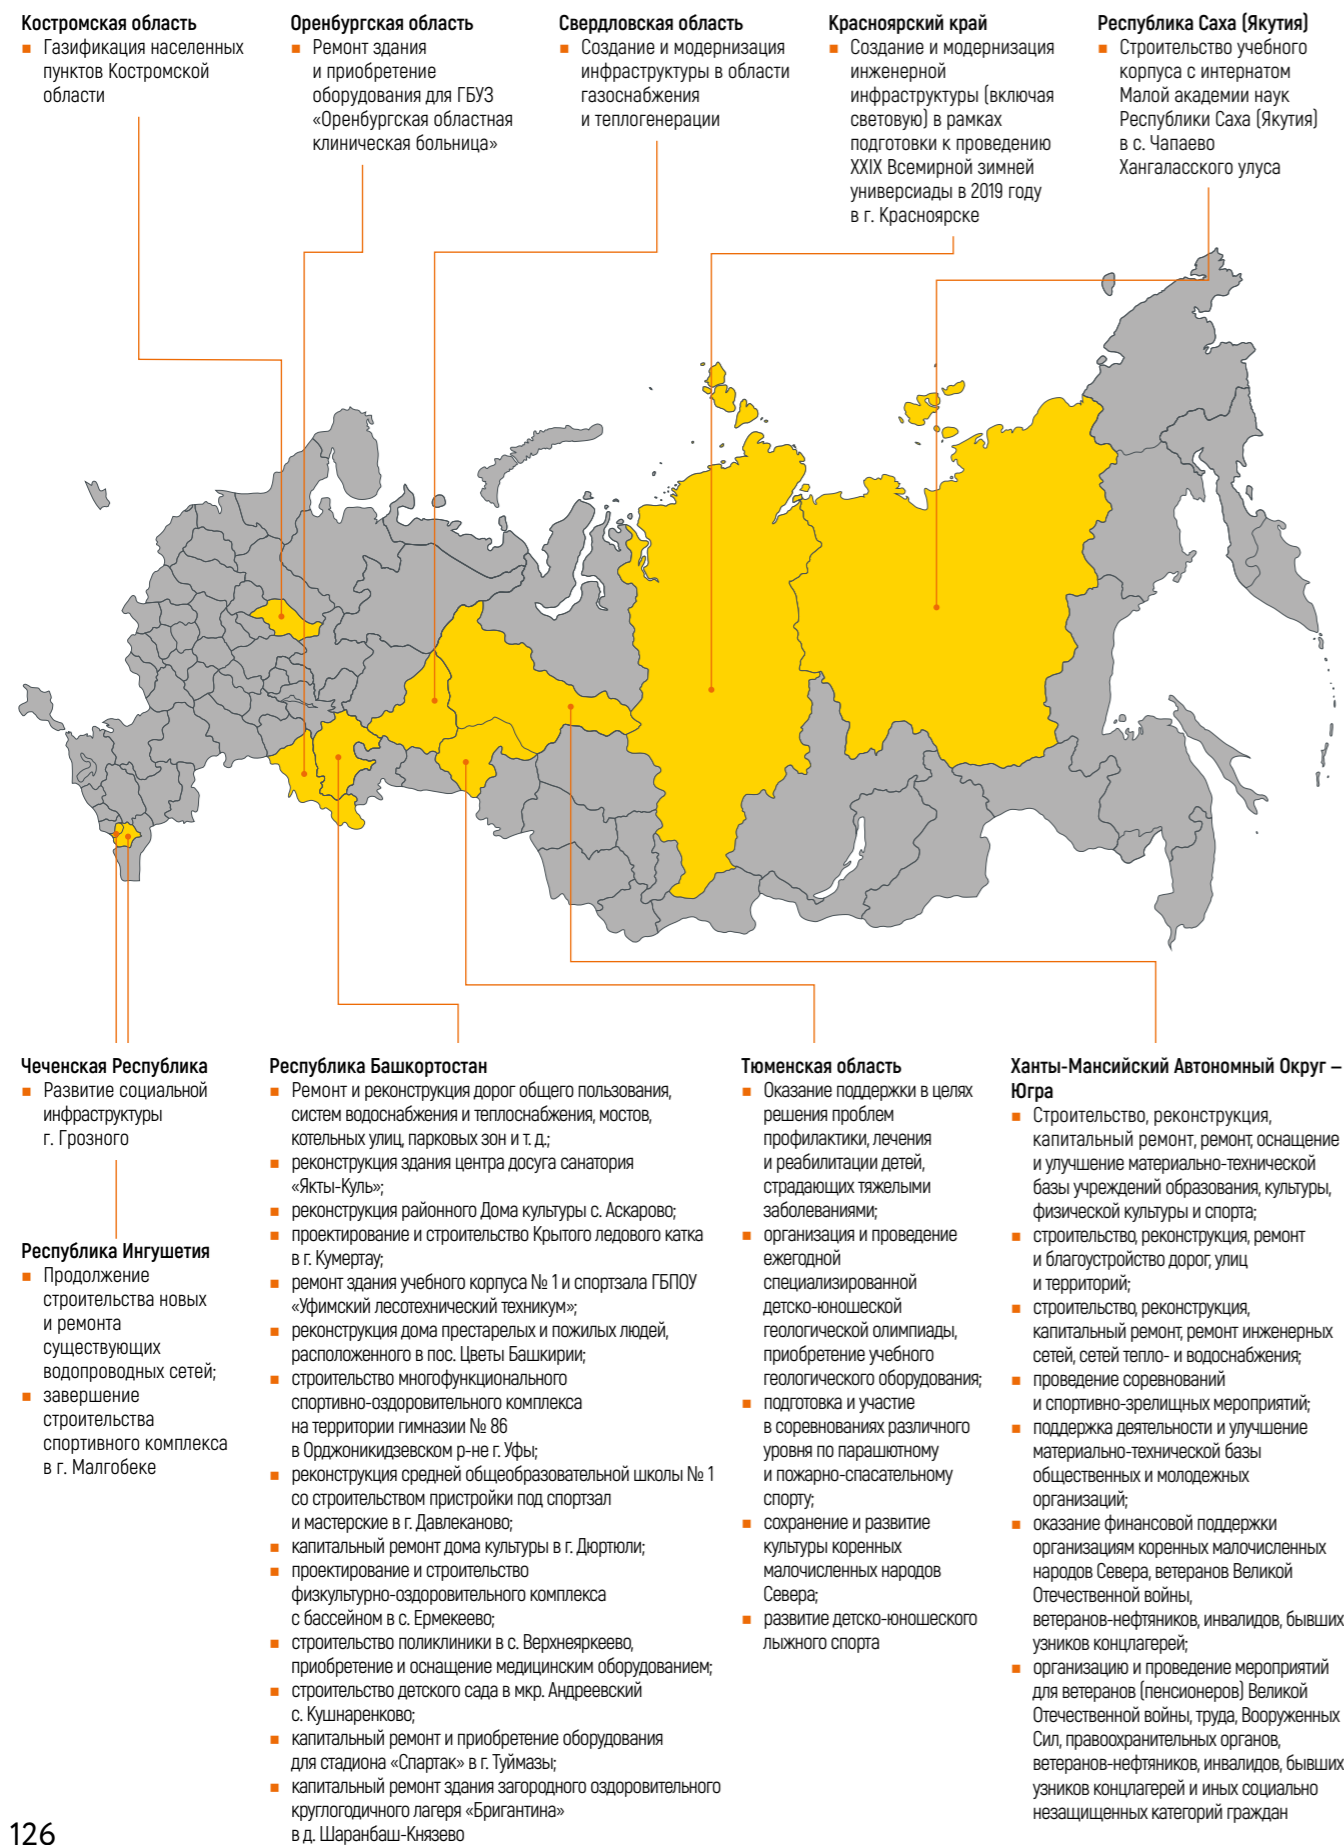 Костромская область
■ Газификация населенных
пунктов Костромской
области
Оренбургская область
■ Ремонт здания
и приобретение
оборудования для ГБУЗ
«Оренбургская областная
клиническая больница»
Свердловская область
■ Создание и модернизация
инфраструктуры в области
газоснабжения
и теплогенерации
Красноярский край
■ Создание и модернизация
инженерной
инфраструктуры (включая
световую) в рамках
подготовки к проведению
XXIX Всемирной зимней
универсиады в 2019 году
в г. Красноярске
Республика Саха (Якутия)
■ Строительство учебного
корпуса с интернатом
Малой академии наук
Республики Саха (Якутия)
в с. Чапаево
Хангаласского улуса
Чеченская Республика
■ Развитие социальной
инфраструктуры
г. Грозного
Республика Ингушетия
■ Продолжение
строительства новых
и ремонта
существующих
водопроводных сетей;
■ завершение
строительства
спортивного комплекса
в г. Малгобеке
Республика Башкортостан
■ Ремонт и реконструкция дорог общего пользования,
систем водоснабжения и теплоснабжения, мостов,
котельных улиц, парковых зон и т. д.;
■ реконструкция здания центра досуга санатория
«Якты-Куль»;
■ реконструкция районного Дома культуры с. Аскарово;
■ проектирование и строительство Крытого ледового катка
в г. Кумертау;
■ ремонт здания учебного корпуса № 1 и спортзала ГБПОУ
«Уфимский лесотехнический техникум»;
■ реконструкция дома престарелых и пожилых людей,
расположенного в пос. Цветы Башкирии;
■ строительство многофункционального
спортивно-оздоровительного комплекса
на территории гимназии № 86
в Орджоникидзевском р-не г. Уфы;
■ реконструкция средней общеобразовательной школы № 1
со строительством пристройки под спортзал
и мастерские в г. Давлеканово;
■ капитальный ремонт дома культуры в г. Дюртюли;
■ проектирование и строительство
физкультурно-оздоровительного комплекса
с бассейном в с. Ермекеево;
■ строительство поликлиники в с. Верхнеяркеево,
приобретение и оснащение медицинским оборудованием;
■ строительство детского сада в мкр. Андреевский
с. Кушнаренково;
■ капитальный ремонт и приобретение оборудования
для стадиона «Спартак» в г. Туймазы;
■ капитальный ремонт здания загородного оздоровительного
круглогодичного лагеря «Бригантина»
в д. Шаранбаш-Князево
Тюменская область
■ Оказание поддержки в целях
решения проблем
профилактики, лечения
и реабилитации детей,
страдающих тяжелыми
заболеваниями;
■ организация и проведение
ежегодной
специализированной
детско-юношеской
геологической олимпиады,
приобретение учебного
геологического оборудования;
■ подготовка и участие
в соревнованиях различного
уровня по парашютному
и пожарно-спасательному
спорту;
■ сохранение и развитие
культуры коренных
малочисленных народов
Севера;
■ развитие детско-юношеского
лыжного спорта
Ханты-Мансийский Автономный Округ –
Югра
■ Строительство, реконструкция,
капитальный ремонт, ремонт, оснащение
и улучшение материально-технической
базы учреждений образования, культуры,
физической культуры и спорта;
■ строительство, реконструкция, ремонт
и благоустройство дорог, улиц
и территорий;
■ строительство, реконструкция,
капитальный ремонт, ремонт инженерных
сетей, сетей тепло- и водоснабжения;
■ проведение соревнований
и спортивно-зрелищных мероприятий;
■ поддержка деятельности и улучшение
материально-технической базы
общественных и молодежных
организаций;
■ оказание финансовой поддержки
организациям коренных малочисленных
народов Севера, ветеранов Великой
Отечественной войны,
ветеранов-нефтяников, инвалидов, бывших
узников концлагерей;
■ организацию и проведение мероприятий
для ветеранов (пенсионеров) Великой
Отечественной войны, труда, Вооруженных
Сил, правоохранительных органов,
ветеранов-нефтяников, инвалидов, бывших
узников концлагерей и иных социально
незащищенных категорий граждан
126